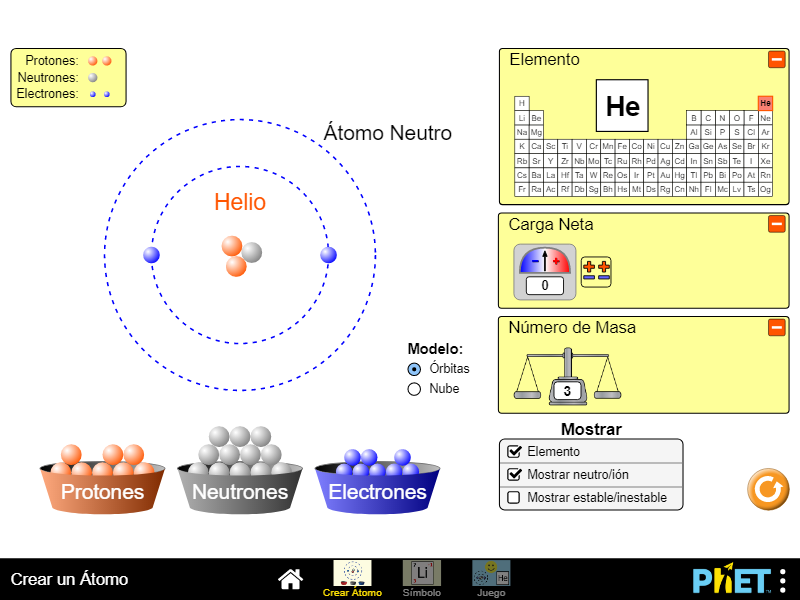 Protones:
Neutrones:
Electrones:
Átomo Neutro
Helio
Elemento
He
H He
Li Be B C N O F Ne
Na Mg Al Si P S Cl Ar
K Ca Sc Ti V Cr Mn Fe Co Ni Cu Zn Ga Ge As Se Br Kr
Rb Sr Y Zr Nb Mo Tc Ru Rh Pd Ag Cd In Sn Sb Te I Xe
Cs Ba La Hf Ta W Re Os Ir Pt Au Hg Tl Pb Bi Po At Rn
Fr Ra Ac Rf Db Sg Bh Hs Mt Ds Rg Cn Nh Fl Mc Lv Ts Og
Carga Neta
- +
0
Número de Masa
3
Modelo:
Órbitas
Nube
Mostrar
Elemento
Mostrar neutro/ión
Mostrar estable/inestable
Protones
Neutrones
Electrones
Crear un Átomo
Crear Átomo
Li
Símbolo
He
Juego
PhET